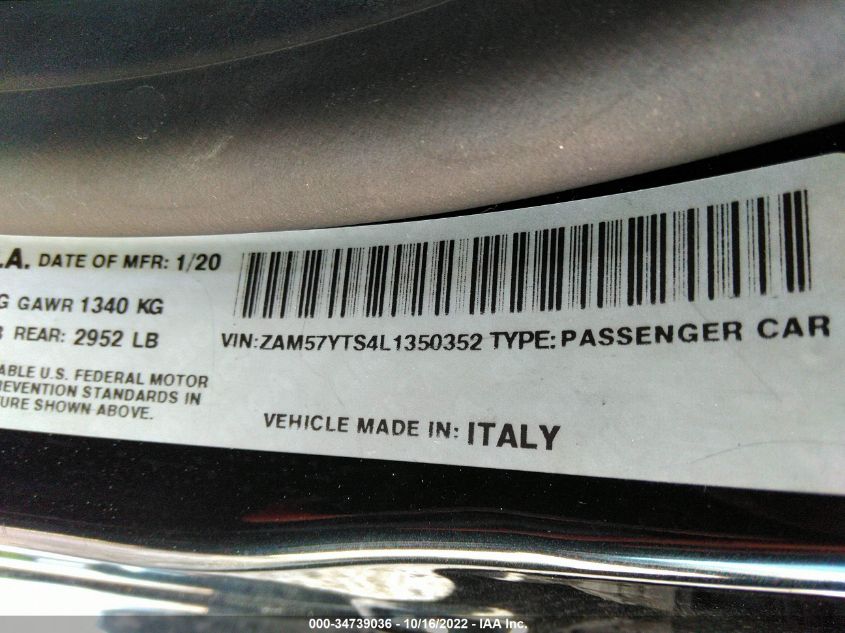 .A. DATE OF MFR: 1/20
G GAWR 1340 KG
REAR: 2952 LB
VIN:ZAM57YTS4L1350352 TYPE:PASSENGER CAR
ABLE U.S. FEDERAL MOTOR
REVENTION STANDARDS IN
TURE SHOWN ABOVE.
VEHICLE MADE IN: ITALY
000-34739036 - 10/16/2022 - IAA Inc.